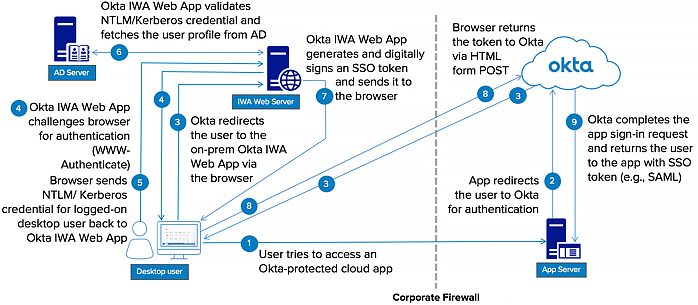 Okta IWA Web App validates
NTLM/Kerberos credential and
fetches the user profile from AD
6
AD Server
IWA Web Server
Okta IWA Web App
generates and digitally
signs an SSO token
and sends it to
the browser
7
Browser returns
the token to Okta
via HTML
form POST
okta
8
3
4 Okta IWA Web App
challenges browser
for authentication
(WWW-
Authenticate)
4
3
Okta redirects
the user to the
on-prem Okta IWA
Web App via
the browser
9
Okta completes the
app sign-in request
and returns the user
to the app with SSO
token (e.g., SAML)
5
Browser sends
NTLM/ Kerberos
credential for logged-on
desktop user back to
Okta IWA Web App
3
8
2
App redirects
the user to Okta
for authentication
1
User tries to access an
Okta-protected cloud app
Desktop user
App Server
Corporate Firewall